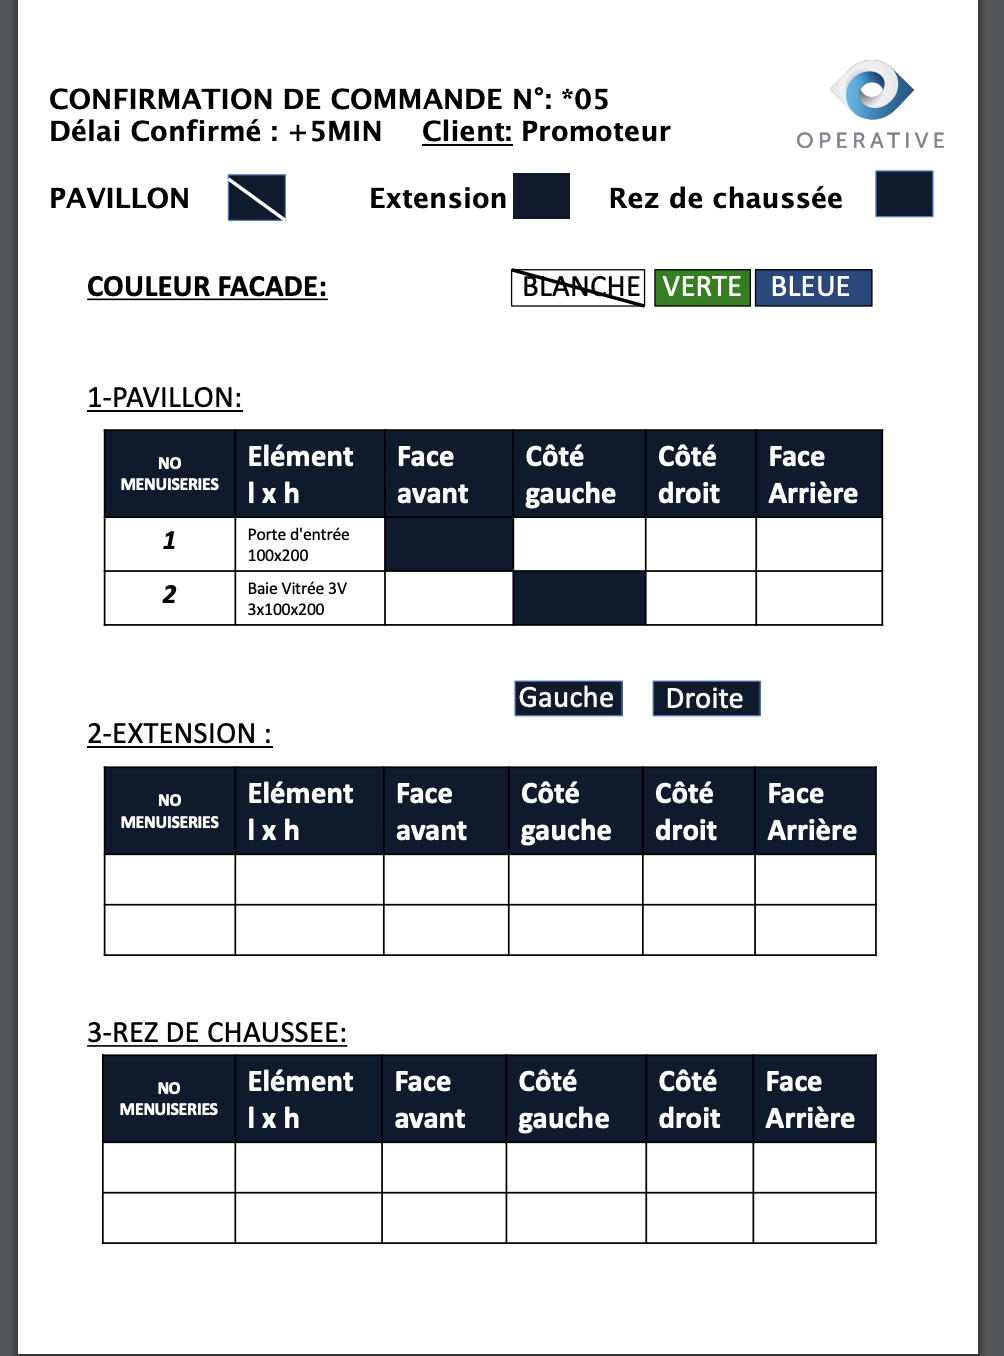 CONFIRMATION DE COMMANDE N°: *05
Délai Confirmé : +5MIN Client: Promoteur
OPERATIVE
PAVILLON Extension Rez de chaussée
COULEUR FACADE: BLANCHE VERTE BLEUE
1-PAVILLON:
NO MENUISERIES Elément l x h Face avant Côté gauche Côté droit Face Arrière
1 Porte d'entrée 100x200
2 Baie Vitrée 3V 3x100x200
Gauche Droite
2-EXTENSION :
NO MENUISERIES Elément l x h Face avant Côté gauche Côté droit Face Arrière
3-REZ DE CHAUSSEE:
NO MENUISERIES Elément l x h Face avant Côté gauche Côté droit Face Arrière